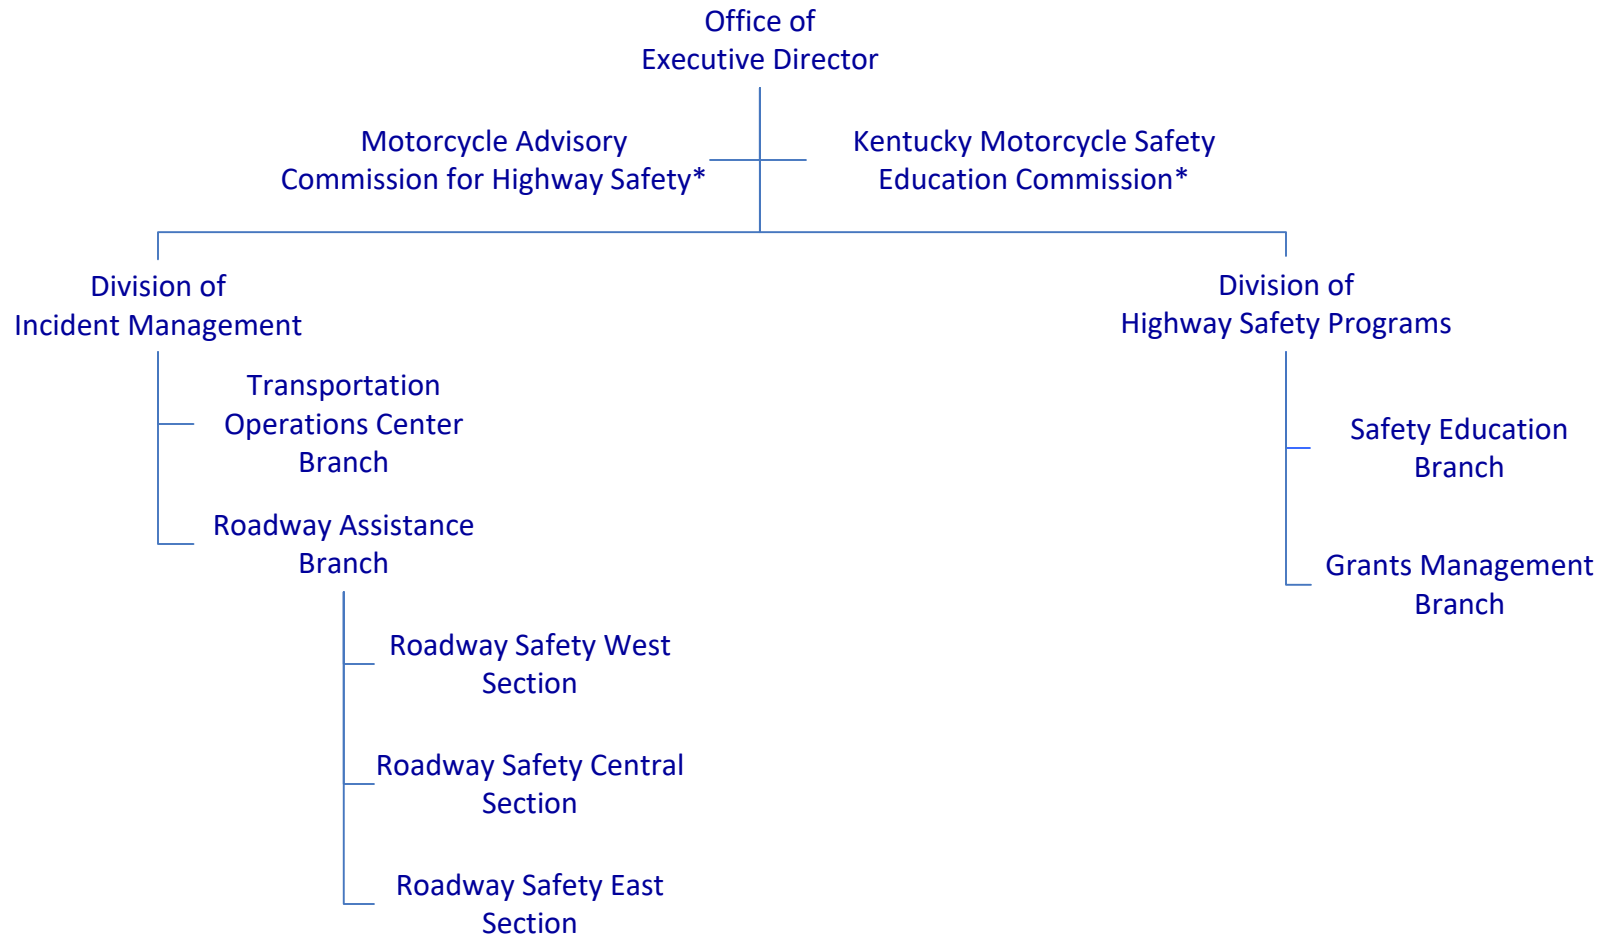 Office of
Executive Director
Motorcycle Advisory
Commission for Highway Safety*
Kentucky Motorcycle Safety
Education Commission*
Division of
Incident Management
Division of
Highway Safety Programs
Transportation
Operations Center
Branch
Safety Education
Branch
Roadway Assistance
Branch
Grants Management
Branch
Roadway Safety West
Section
Roadway Safety Central
Section
Roadway Safety East
Section